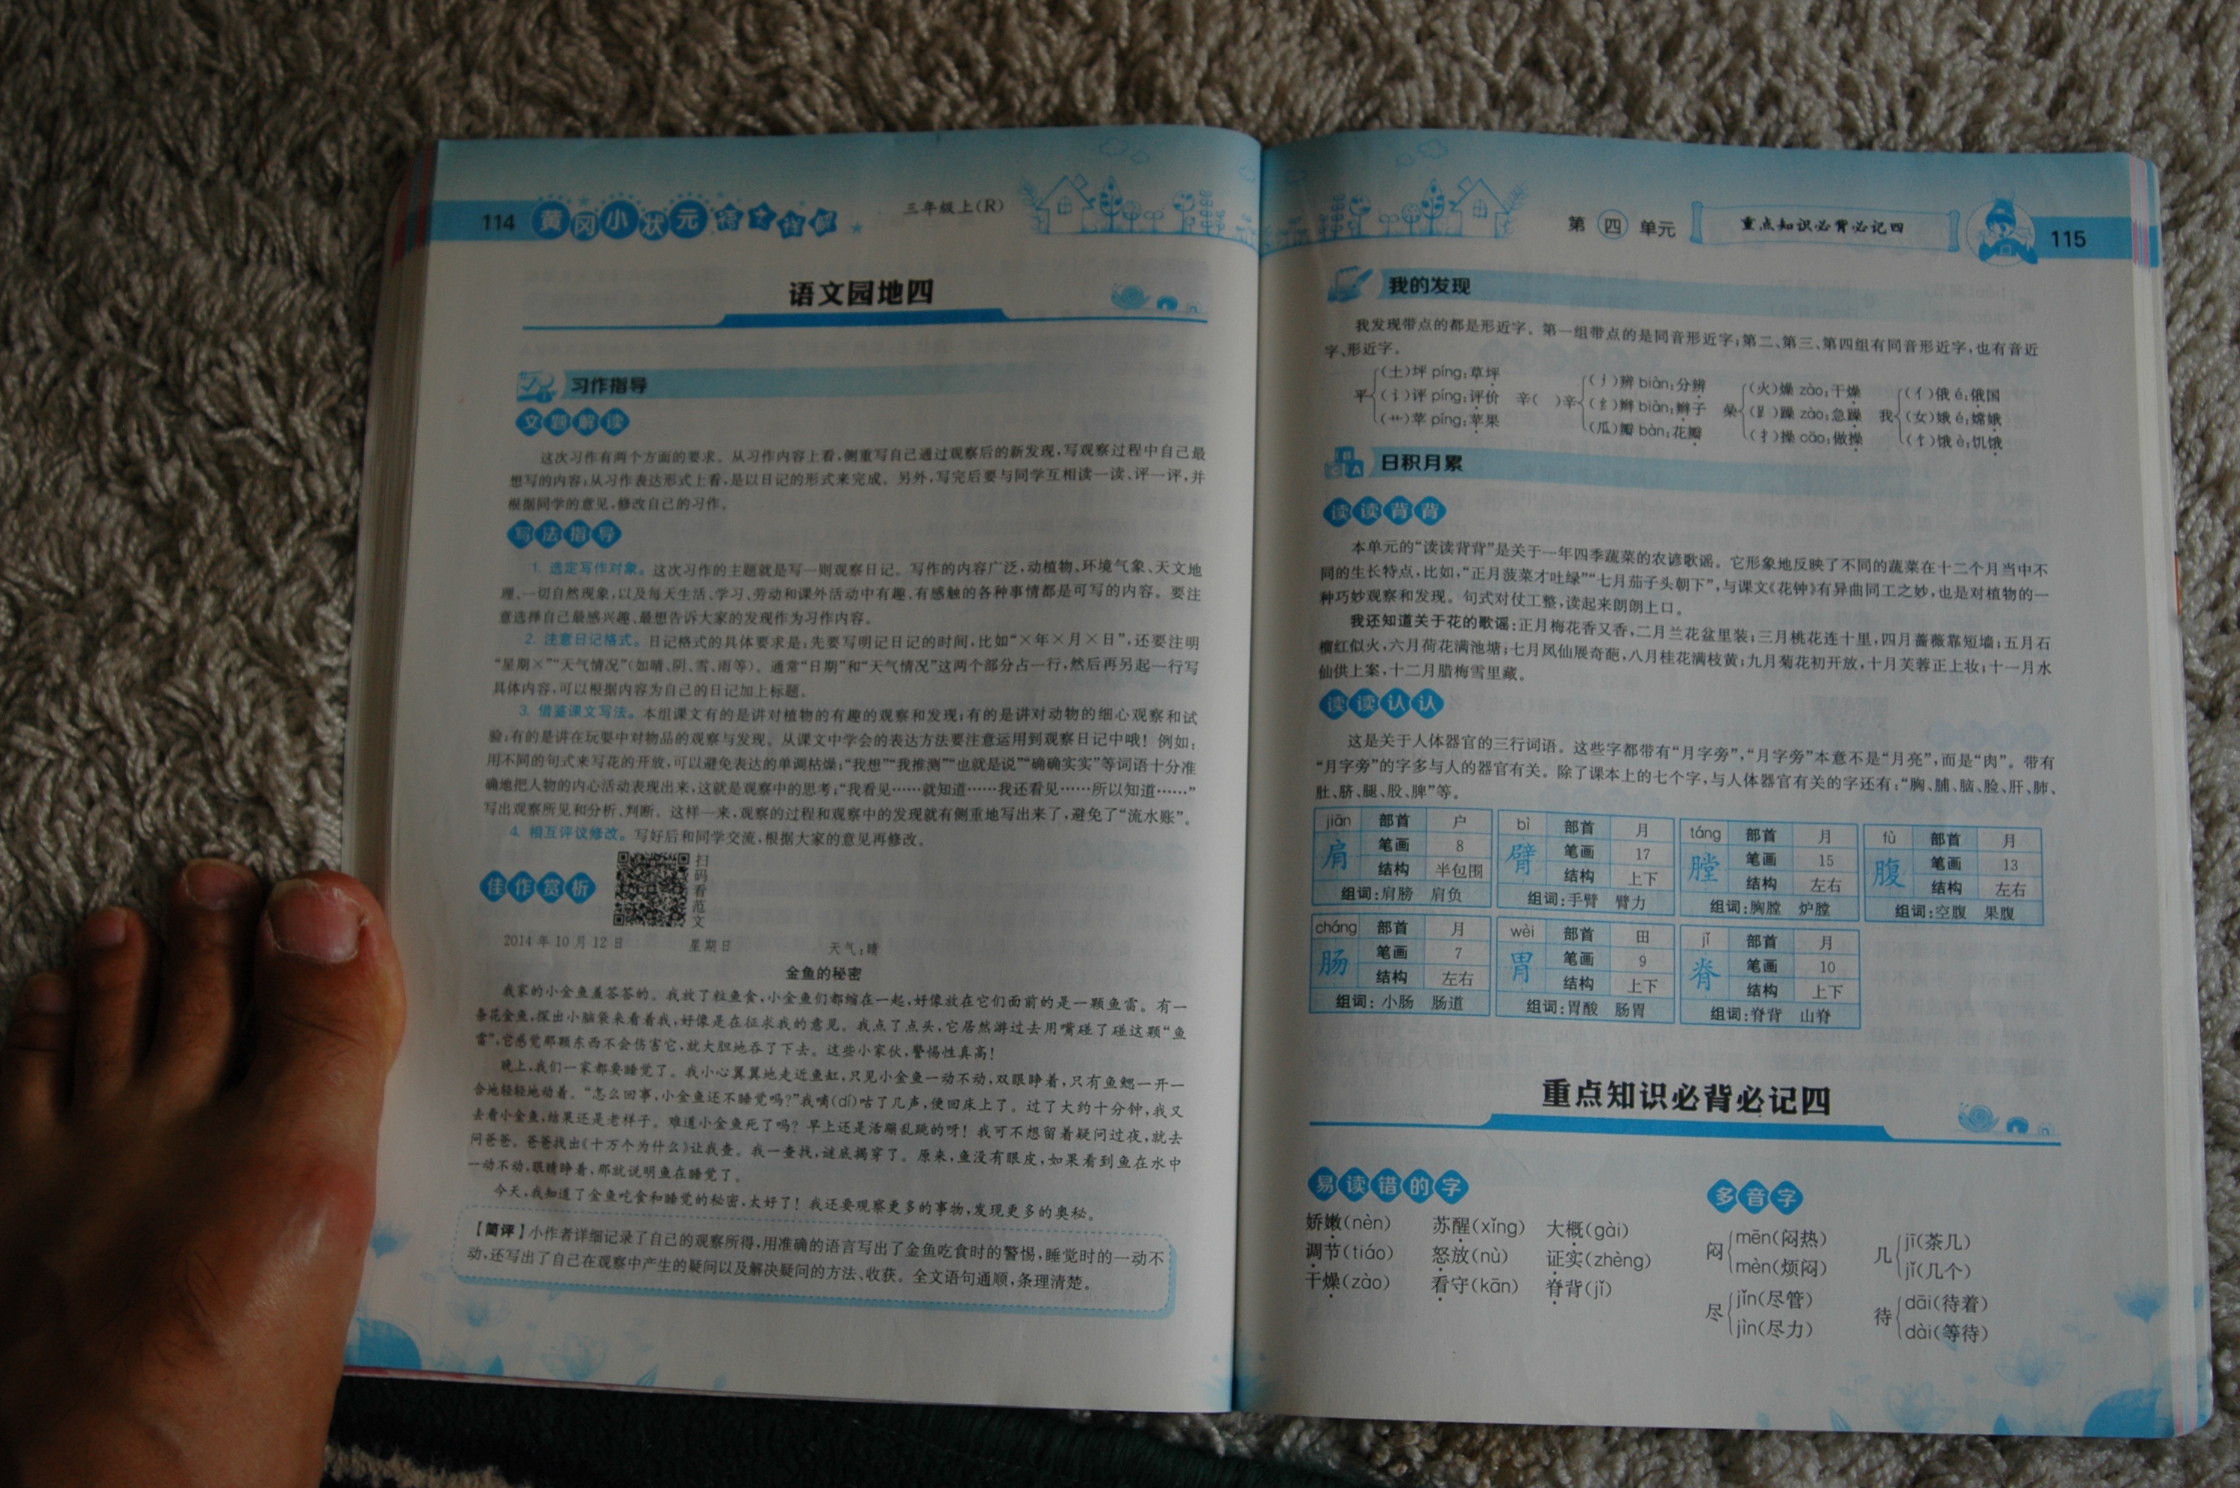 114 黄冈小状元 三年级上(R)
语文园地四
习作指导
文题解读
这次习作有两个方面的要求。从习作内容上看,侧重写自己通过观察后的新发现,写观察过程中自己最
想写的内容;从习作表达形式上看,是以日记的形式来完成。另外,写完后要与同学互相读一读、评一评,并
根据同学的意见,修改自己的习作。
写法指导
1. 选定写作对象。这次习作的主题就是写一则观察日记。写作的内容广泛,动植物、环境气象、天文地
理、一切自然现象,以及每天生活、学习、劳动和课外活动中有趣、有感触的各种事情都是可写的内容。要注
意选择自己最感兴趣、最想告诉大家的发现作为习作内容。
2. 注意日记格式。日记格式的具体要求是:先要写明记日记的时间,比如“×年×月×日”,还要注明
“星期×”“天气情况”(如晴、阴、雪、雨等)。通常“日期”和“天气情况”这两个部分占一行,然后再另起一行写
具体内容,可以根据内容为自己的日记加上标题。
3. 借鉴课文写法。本组课文有的是讲对植物的有趣的观察和发现;有的是讲对动物的细心观察和试
验;有的是讲在玩耍中对物品的观察与发现。从课文中学会的表达方法要注意运用到观察日记中哦!例如:
用不同的句式来写花的开放,可以避免表达的单调枯燥;“我想”“我推测”“也就是说”“确确实实”等词语十分准
确地把人物的内心活动表现出来,这就是观察中的思考;“我看见……就知道……我还看见……所以知道……”
写出观察所见和分析、判断。这样一来,观察的过程和观察中的发现就有侧重地写出来了,避免了“流水账”。
4. 相互评议修改。写好后和同学交流,根据大家的意见再修改。
佳作赏析
扫码看范文
2014年10月12日 星期日 天气:晴
金鱼的秘密
我家的小金鱼羞答答的。我放了粒鱼食,小金鱼们都缩在一起,好像放在它们面前的是一颗鱼雷。有一
条花金鱼,探出小脑袋来看着我,好像是在征求我的意见。我点了点头,它居然游过去用嘴碰了碰这颗“鱼
雷”,它感觉那颗东西不会伤害它,就大胆地吞了下去。这些小家伙,警惕性真高!
晚上,我们一家都要睡觉了。我小心翼翼地走近鱼缸,只见小金鱼一动不动,双眼睁着,只有鱼鳃一开一
合地轻轻地动着。“怎么回事,小金鱼还不睡觉吗?”我嘀(dí)咕了几声,便回床上了。过了大约十分钟,我又
去看小金鱼,结果还是老样子。难道小金鱼死了吗?早上还是活蹦乱跳的呀!我可不想留着疑问过夜,就去
问爸爸。爸爸找出《十万个为什么》让我查。我一查找,谜底揭穿了。原来,鱼没有眼皮,如果看到鱼在水中
一动不动,眼睛睁着,那就说明鱼在睡觉了。
今天,我知道了金鱼吃食和睡觉的秘密,太好了!我还要观察更多的事物,发现更多的奥秘。
【简评】小作者详细记录了自己的观察所得,用准确的语言写出了金鱼吃食时的警惕,睡觉时的一动不
动,还写出了自己在观察中产生的疑问以及解决疑问的方法、收获。全文语句通顺,条理清楚。
第四单元 重点知识必背必记四 115
我的发现
我发现带点的都是形近字。第一组带点的是同音形近字;第二、第三、第四组有同音形近字,也有音近
字、形近字。
平{(土)坪 píng:草坪 (讠)评 píng:评价 (艹)苹 píng:苹果
辛( )辛{(刂)辨 biàn:分辨 (纟)辫 biàn:辫子 (瓜)瓣 bàn:花瓣
喿{(火)燥 zào:干燥 (⻊)躁 zào:急躁 (扌)操 cāo:做操
我{(亻)俄 é:俄国 (女)娥 é:嫦娥 (饣)饿 è:饥饿
日积月累
读读背背
本单元的“读读背背”是关于一年四季蔬菜的农谚歌谣。它形象地反映了不同的蔬菜在十二个月当中不
同的生长特点,比如,“正月菠菜才吐绿”“七月茄子头朝下”,与课文《花钟》有异曲同工之妙,也是对植物的一
种巧妙观察和发现。句式对仗工整,读起来朗朗上口。
我还知道关于花的歌谣:正月梅花香又香,二月兰花盆里装;三月桃花连十里,四月蔷薇靠短墙;五月石
榴红似火,六月荷花满池塘;七月凤仙展奇葩,八月桂花满枝黄;九月菊花初开放,十月芙蓉正上妆;十一月水
仙供上案,十二月腊梅雪里藏。
读读认认
这是关于人体器官的三行词语。这些字都带有“月字旁”,“月字旁”本意不是“月亮”,而是“肉”。带有
“月字旁”的字多与人的器官有关。除了课本上的七个字,与人体器官有关的字还有:“胸、脯、脑、脸、肝、肺、
肚、脐、腿、股、脾”等。
jiān 肩 部首 户 笔画 8 结构 半包围 组词:肩膀 肩负
bì 臂 部首 月 笔画 17 结构 上下 组词:手臂 臂力
táng 膛 部首 月 笔画 15 结构 左右 组词:胸膛 炉膛
fù 腹 部首 月 笔画 13 结构 左右 组词:空腹 果腹
cháng 肠 部首 月 笔画 7 结构 左右 组词:小肠 肠道
wèi 胃 部首 田 笔画 9 结构 上下 组词:胃酸 肠胃
jǐ 脊 部首 月 笔画 10 结构 上下 组词:脊背 山脊
重点知识必背必记四
易读错的字
娇嫩(nèn) 苏醒(xǐng) 大概(gài)
调节(tiáo) 怒放(nù) 证实(zhèng)
干燥(zào) 看守(kān) 脊背(jǐ)
多音字
闷{mēn(闷热) mèn(烦闷) 几{jī(茶几) jǐ(几个)
尽{jǐn(尽管) jìn(尽力) 待{dāi(待着) dài(等待)